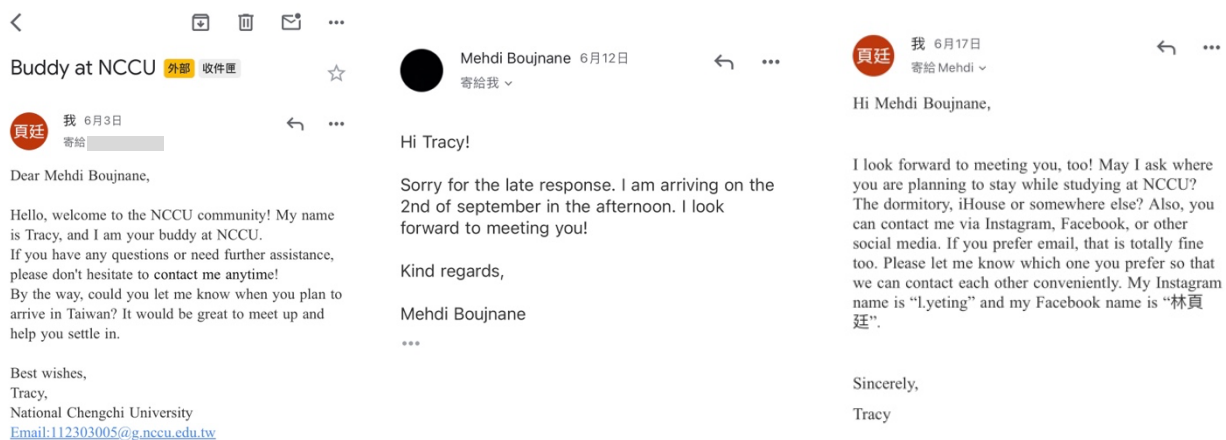 Buddy at NCCU 外部 收件匣
頁廷
我 6月3日
寄給
Dear Mehdi Boujnane,
Hello, welcome to the NCCU community! My name
is Tracy, and I am your buddy at NCCU.
If you have any questions or need further assistance,
please don't hesitate to contact me anytime!
By the way, could you let me know when you plan to
arrive in Taiwan? It would be great to meet up and
help you settle in.
Best wishes,
Tracy,
National Chengchi University
Email:112303005@g.nccu.edu.tw
Mehdi Boujnane 6月12日
寄給我
Hi Tracy!
Sorry for the late response. I am arriving on the
2nd of september in the afternoon. I look
forward to meeting you!
Kind regards,
Mehdi Boujnane
頁廷
我 6月17日
寄給 Mehdi
Hi Mehdi Boujnane,
I look forward to meeting you, too! May I ask where
you are planning to stay while studying at NCCU?
The dormitory, iHouse or somewhere else? Also, you
can contact me via Instagram, Facebook, or other
social media. If you prefer email, that is totally fine
too. Please let me know which one you prefer so that
we can contact each other conveniently. My Instagram
name is “l.yeting” and my Facebook name is “林頁
廷”.
Sincerely,
Tracy